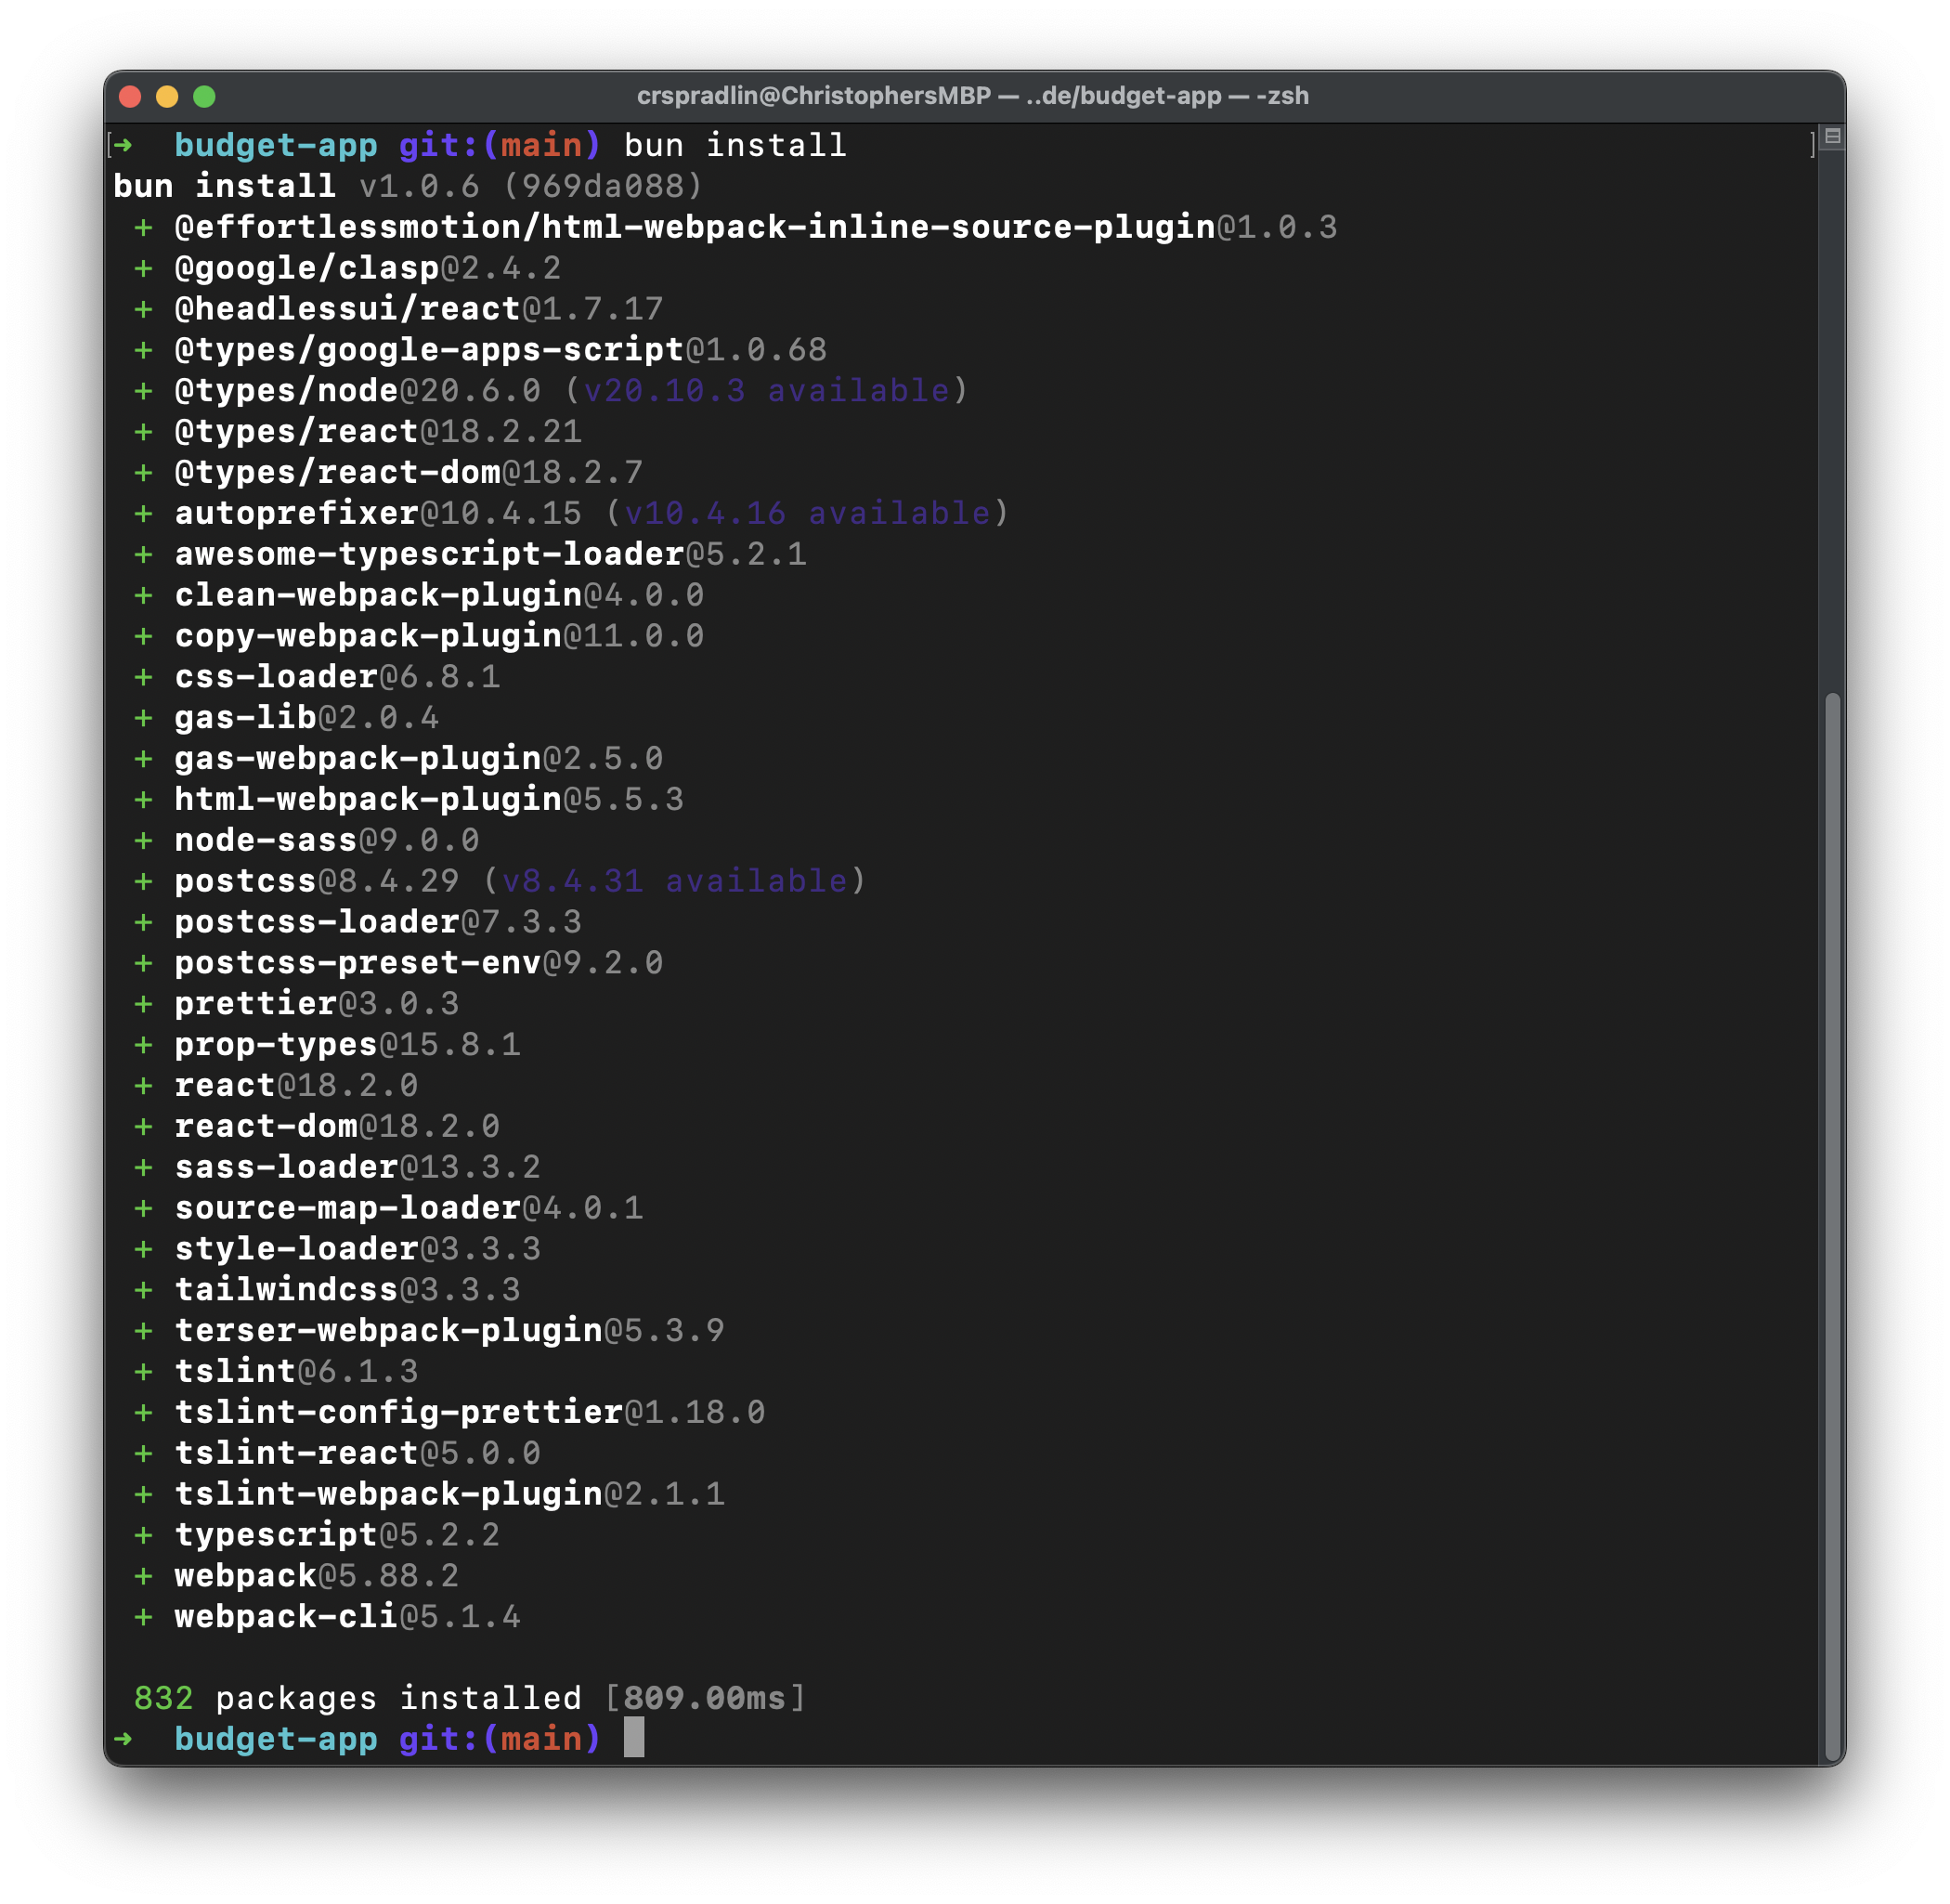 crspradlin@ChristophersMBP — ..de/budget-app — -zsh
[➜  budget-app git:(main) bun install ]
bun install v1.0.6 (969da088)
 + @effortlessmotion/html-webpack-inline-source-plugin@1.0.3
 + @google/clasp@2.4.2
 + @headlessui/react@1.7.17
 + @types/google-apps-script@1.0.68
 + @types/node@20.6.0 (v20.10.3 available)
 + @types/react@18.2.21
 + @types/react-dom@18.2.7
 + autoprefixer@10.4.15 (v10.4.16 available)
 + awesome-typescript-loader@5.2.1
 + clean-webpack-plugin@4.0.0
 + copy-webpack-plugin@11.0.0
 + css-loader@6.8.1
 + gas-lib@2.0.4
 + gas-webpack-plugin@2.5.0
 + html-webpack-plugin@5.5.3
 + node-sass@9.0.0
 + postcss@8.4.29 (v8.4.31 available)
 + postcss-loader@7.3.3
 + postcss-preset-env@9.2.0
 + prettier@3.0.3
 + prop-types@15.8.1
 + react@18.2.0
 + react-dom@18.2.0
 + sass-loader@13.3.2
 + source-map-loader@4.0.1
 + style-loader@3.3.3
 + tailwindcss@3.3.3
 + terser-webpack-plugin@5.3.9
 + tslint@6.1.3
 + tslint-config-prettier@1.18.0
 + tslint-react@5.0.0
 + tslint-webpack-plugin@2.1.1
 + typescript@5.2.2
 + webpack@5.88.2
 + webpack-cli@5.1.4
 832 packages installed [809.00ms]
➜  budget-app git:(main)